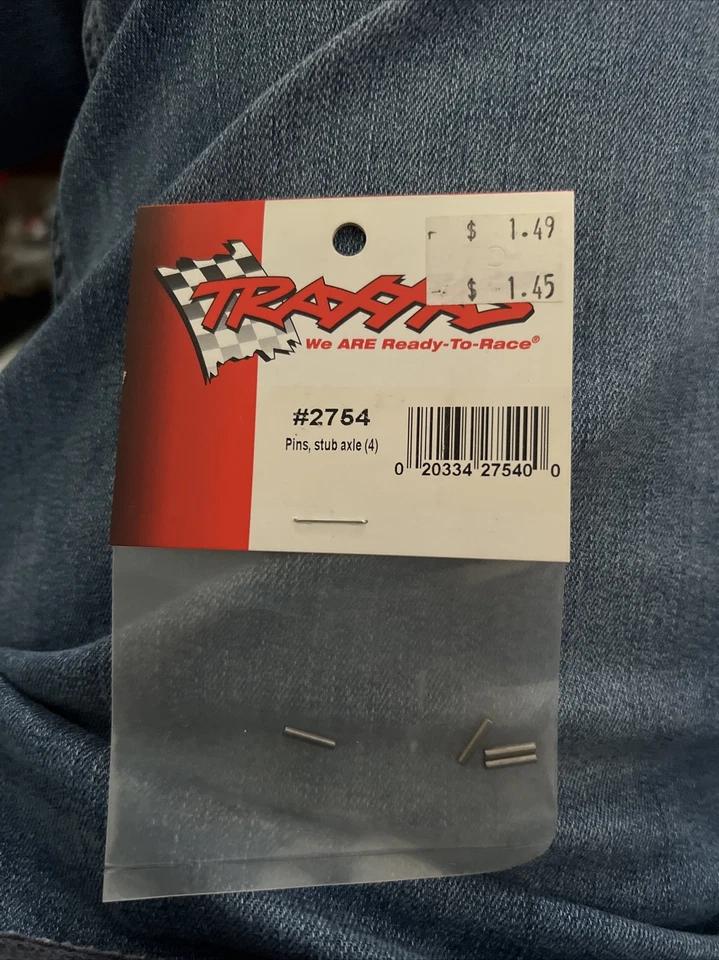 $ 1.49
$ 1.45
TRAXXAS
We ARE Ready-To-Race®
#2754
Pins, stub axle (4)
0 20334 27540 0